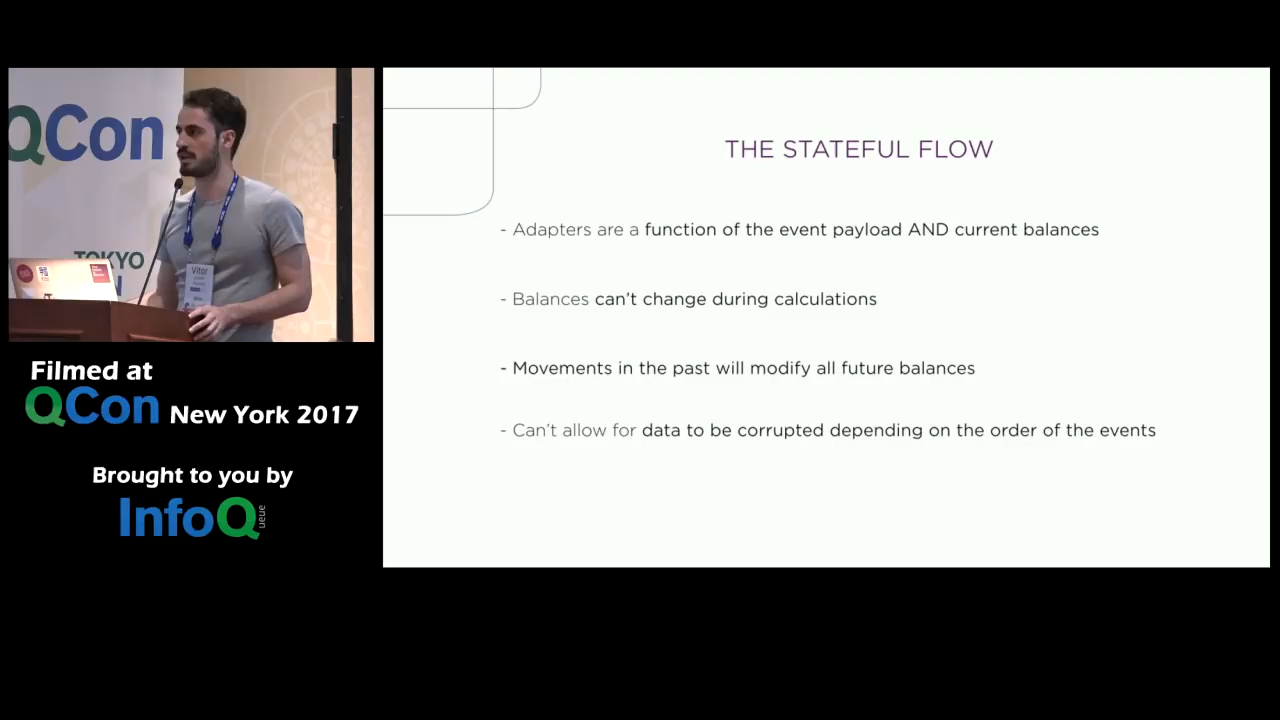 QCon
TOKYO
Vitor
Filmed at
QCon New York 2017
Brought to you by
InfoQ
ueue
THE STATEFUL FLOW
- Adapters are a function of the event payload AND current balances
- Balances can't change during calculations
- Movements in the past will modify all future balances
- Can't allow for data to be corrupted depending on the order of the events